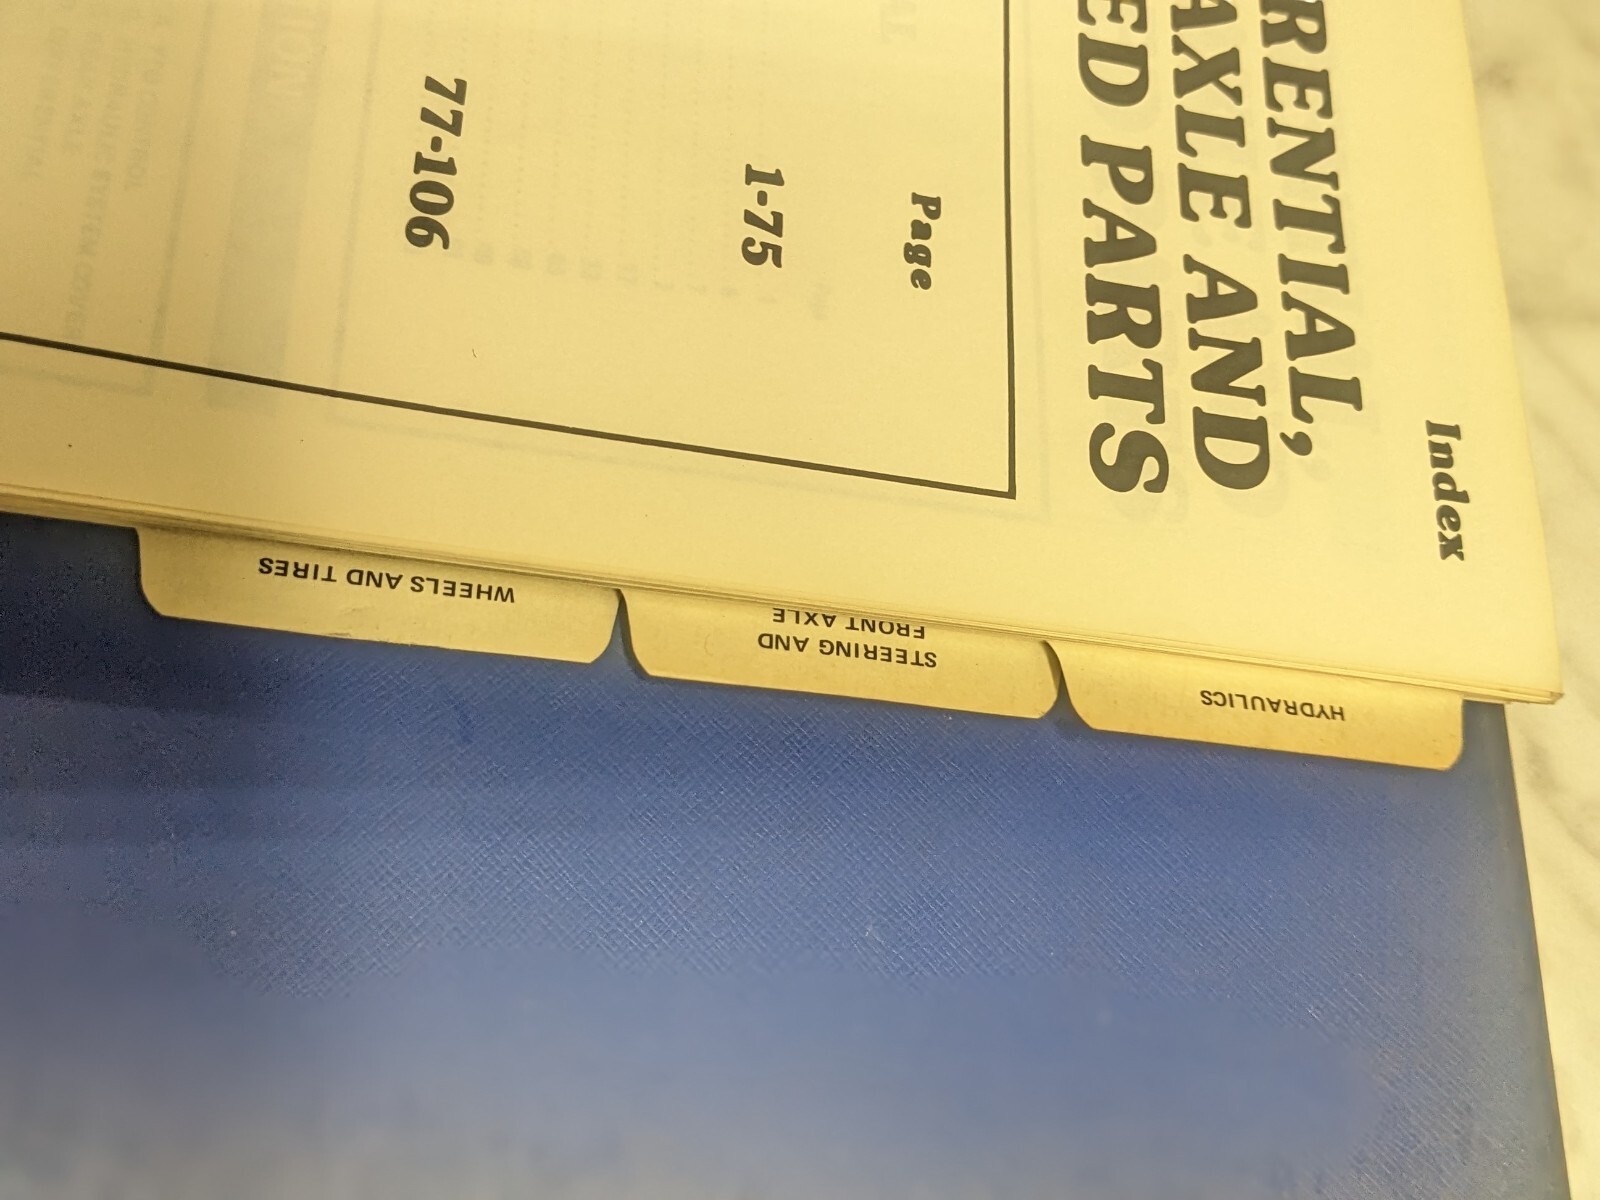 Index
RENTIAL,
AXLE AND
ED PARTS
Page
1-75
77-106
HYDRAULICS
STEERING AND
FRONT AXLE
WHEELS AND TIRES